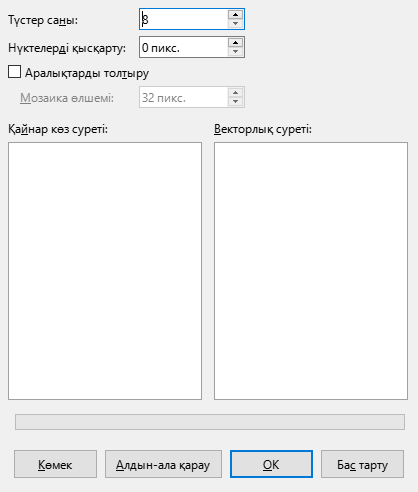 Түстер саны: 8
Нүктелерді қысқарту: 0 пикс.
Аралықтарды толтыру
Мозаика өлшемі: 32 пикс.
Қайнар көз суреті: Векторлық суреті:
Көмек Алдын-ала қарау OK Бас тарту